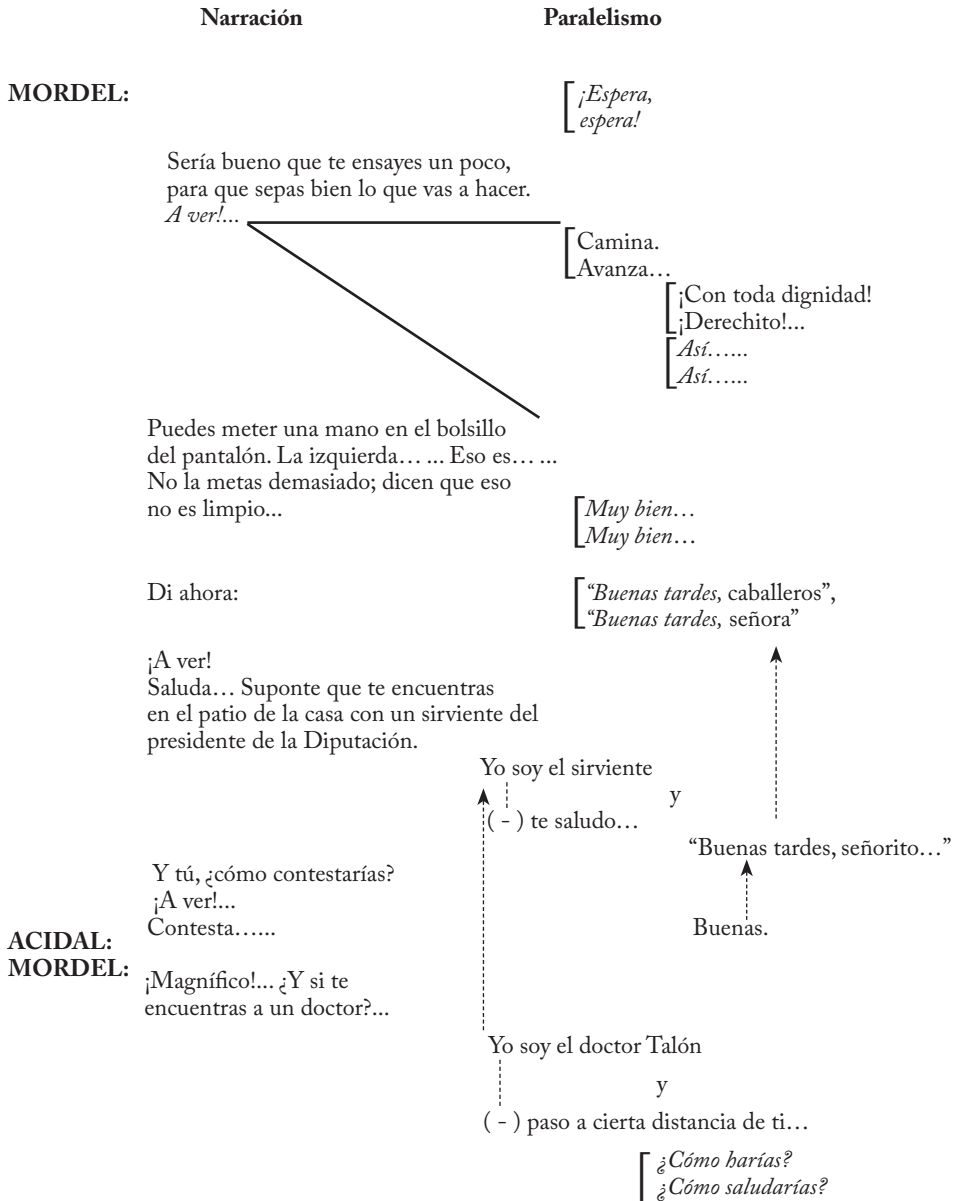 Narración Paralelismo
MORDEL:
¡Espera,
espera!
Sería bueno que te ensayes un poco,
para que sepas bien lo que vas a hacer.
A ver!...
Camina.
Avanza…
¡Con toda dignidad!
¡Derechito!...
Así…...
Así…...
Puedes meter una mano en el bolsillo
del pantalón. La izquierda… ... Eso es… ...
No la metas demasiado; dicen que eso
no es limpio...
Muy bien…
Muy bien…
Di ahora:
“Buenas tardes, caballeros”,
“Buenas tardes, señora”
¡A ver!
Saluda… Suponte que te encuentras
en el patio de la casa con un sirviente del
presidente de la Diputación.
Yo soy el sirviente
y
( - ) te saludo…
“Buenas tardes, señorito…”
Y tú, ¿cómo contestarías?
¡A ver!...
Contesta…...
ACIDAL: Buenas.
MORDEL: ¡Magnífico!... ¿Y si te
encuentras a un doctor?...
Yo soy el doctor Talón
y
( - ) paso a cierta distancia de ti…
¿Cómo harías?
¿Cómo saludarías?